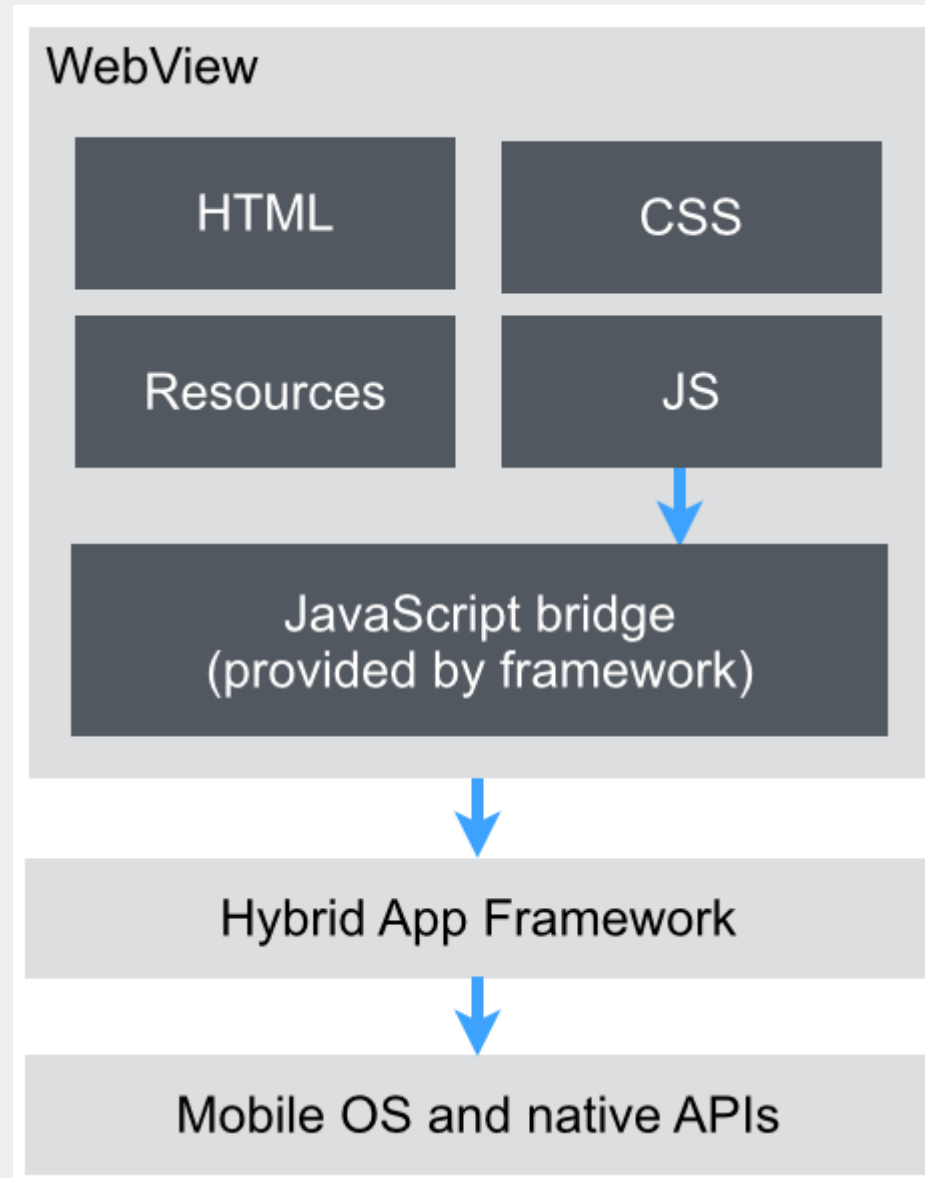 WebView
HTML
CSS
Resources
JS
JavaScript bridge
(provided by framework)
Hybrid App Framework
Mobile OS and native APIs